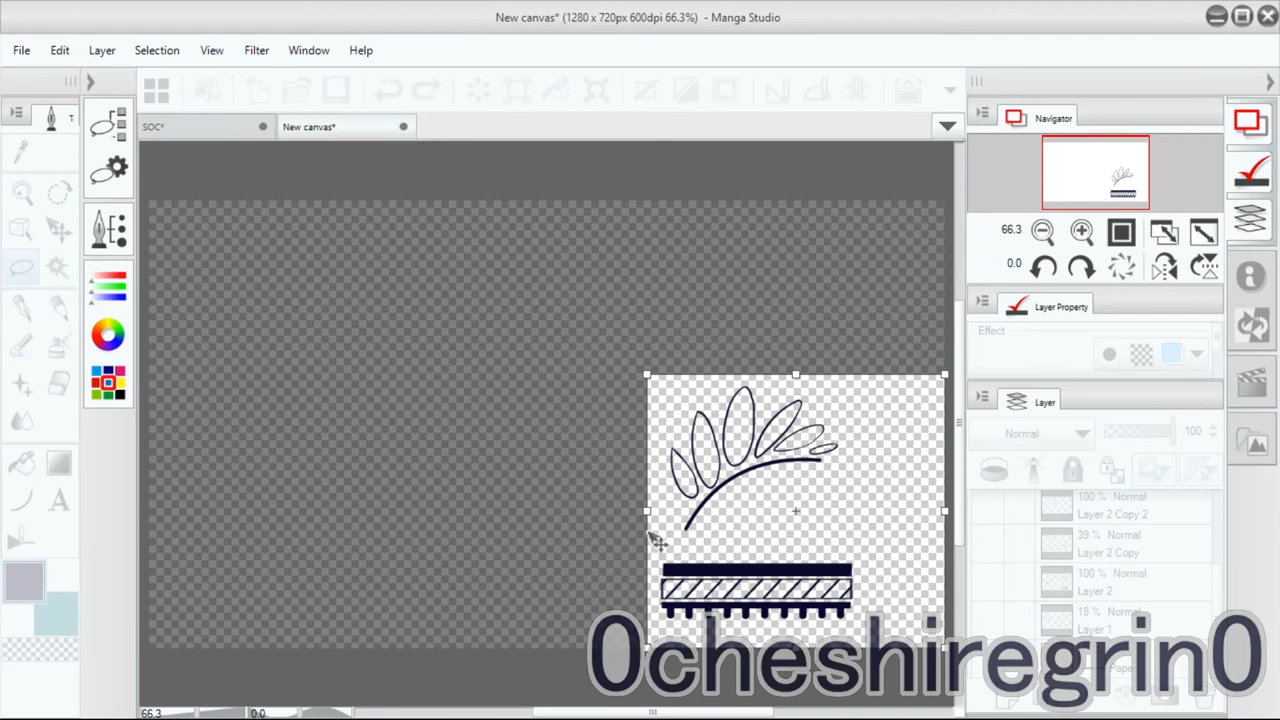 New canvas* (1280 x 720px 600dpi 66.3%) - Manga Studio
File Edit Layer Selection View Filter Window Help
T
SOC*
New canvas*
Navigator
66.3
0.0
Layer Property
Effect
Layer
Normal 100
100 % Normal
Layer 2 Copy 2
39 % Normal
Layer 2 Copy
100 % Normal
Layer 2
18 % Normal
Layer 1
Paper
0cheshiregrin0
66.3 0.0